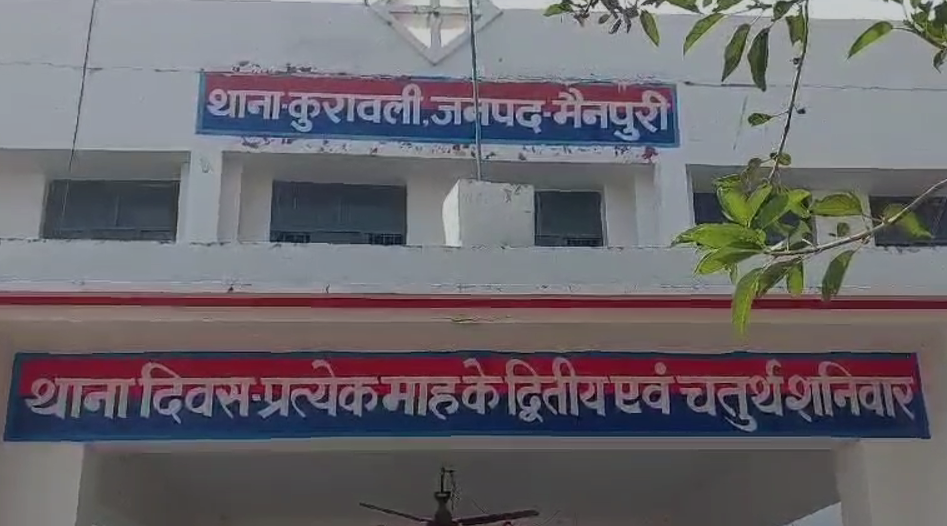 थाना-कुरावली, जनपद-मैनपुरी
थाना दिवस-प्रत्येक माह के द्वितीय एवं चतुर्थ शनिवार